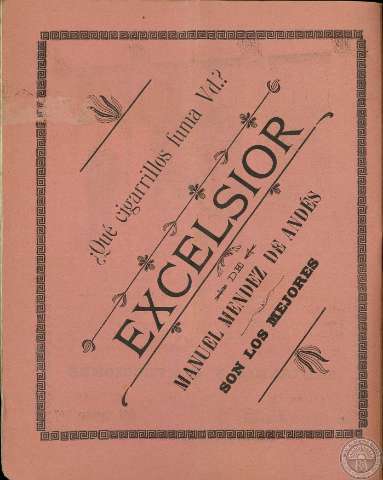 ¿Qué cigarrillos fuma Vd.?
EXCELSIOR
DE
MANUEL MENDEZ DE ANDÉS
SON LOS MEJORES